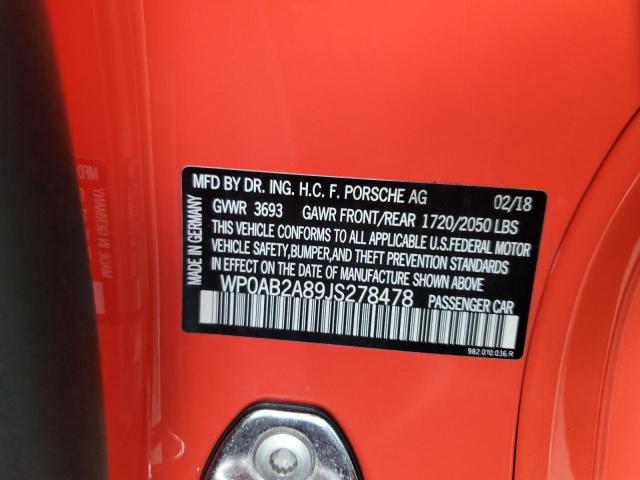 MFD BY DR. ING. H.C. F. PORSCHE AG 02/18
GVWR 3693 GAWR FRONT/REAR 1720/2050 LBS
THIS VEHICLE CONFORMS TO ALL APPLICABLE U.S.FEDERAL MOTOR
VEHICLE SAFETY,BUMPER,AND THEFT PREVENTION STANDARDS
IN EFFECT ON THE DATE OF MANUFACTURE SHOWN ABOVE.
WP0AB2A89JS278478 PASSENGER CAR
MADE IN GERMANY
982.010.036.R